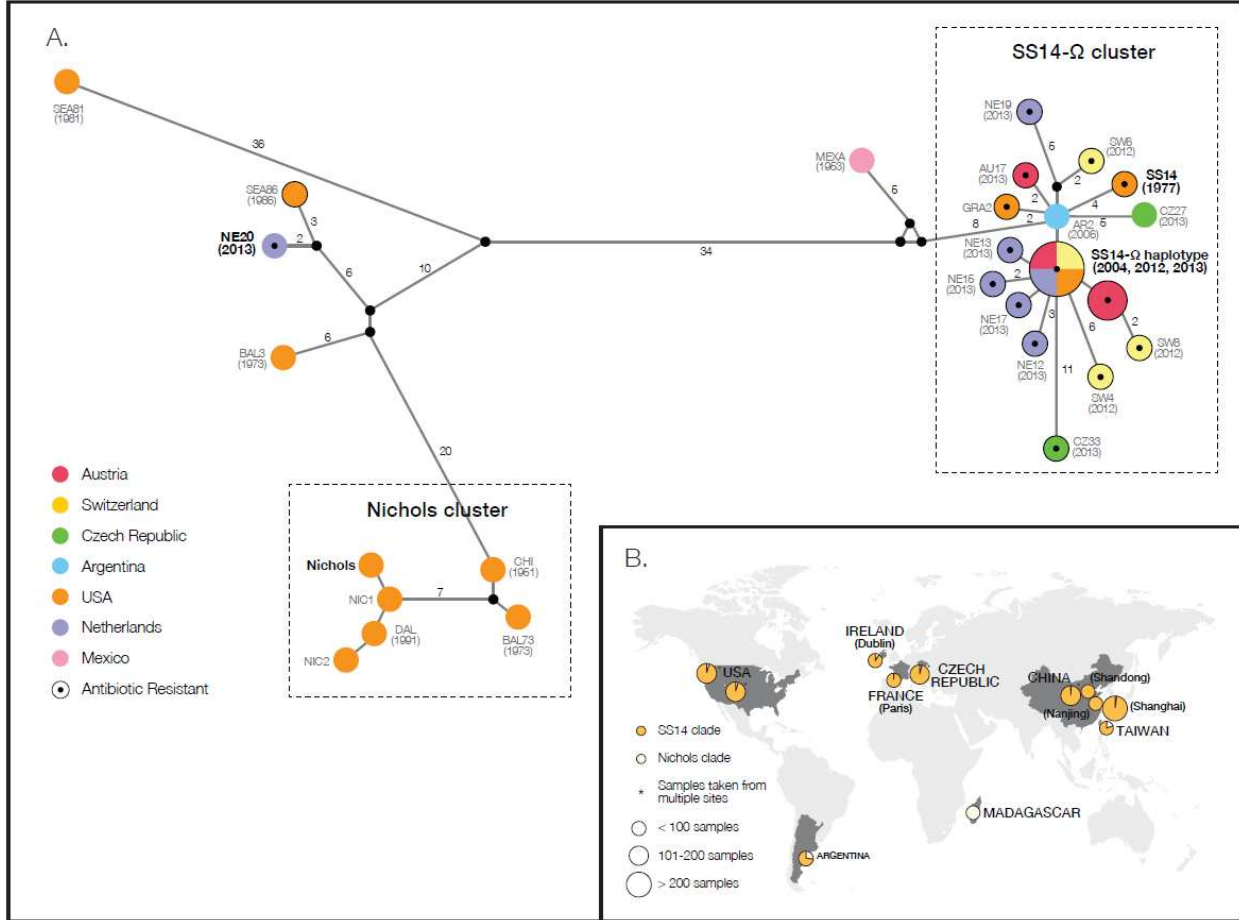 A.
SEA81
(1981)
36
SEA86
(1986)
3
NE20
(2013)
2
6
10
6
BAL3
(1973)
20
34
MEXA
(1953)
5
8
SS14-Ω cluster
NE19
(2013)
5
SW6
(2012)
AU17
(2013)
2
2
SS14
(1977)
4
GRA2
2
AR2
(2006)
5
CZ27
(2013)
NE13
(2013)
SS14-Ω haplotype
(2004, 2012, 2013)
NE15
(2013)
2
NE17
(2013)
3
6
2
SW8
(2012)
NE12
(2013)
11
SW4
(2012)
CZ33
(2013)
Austria
Switzerland
Czech Republic
Argentina
USA
Netherlands
Mexico
Antibiotic Resistant
Nichols cluster
Nichols
NIC1
7
CHI
(1951)
DAL
(1991)
NIC2
BAL73
(1973)
B.
IRELAND
(Dublin)
USA
CZECH
REPUBLIC
FRANCE
(Paris)
CHINA
(Shandong)
(Nanjing)
(Shanghai)
TAIWAN
MADAGASCAR
ARGENTINA
SS14 clade
Nichols clade
* Samples taken from
multiple sites
< 100 samples
101-200 samples
> 200 samples